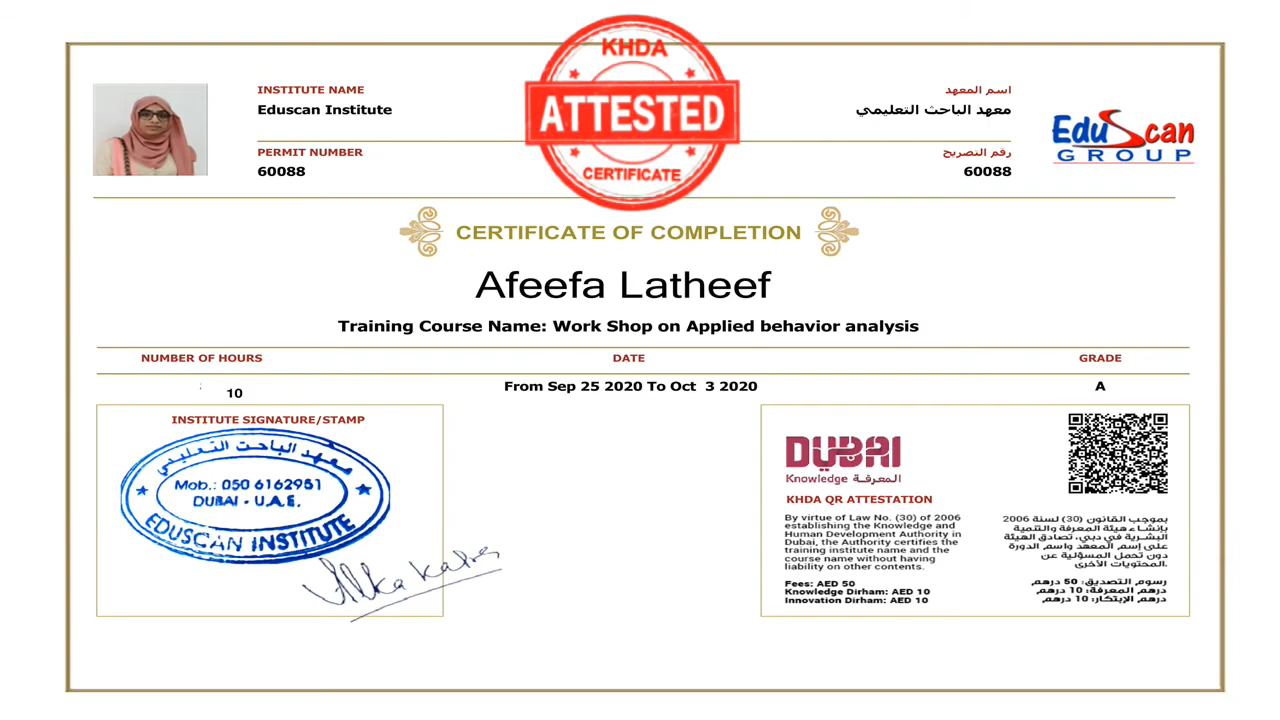 KHDA
ATTESTED
CERTIFICATE
INSTITUTE NAME
Eduscan Institute
اسم المعهد
معهد الباحث التعليمي
PERMIT NUMBER
60088
رقم التصريح
60088
EduScan
GROUP
CERTIFICATE OF COMPLETION
Afeefa Latheef
Training Course Name: Work Shop on Applied behavior analysis
NUMBER OF HOURS
DATE
GRADE
10
From Sep 25 2020 To Oct 3 2020
A
INSTITUTE SIGNATURE/STAMP
معهد الباحث التعليمي
Mob.: 050 6162951
DUBAI - U.A.E.
EDUSCAN INSTITUTE
DUBAI
Knowledge المعرفة
KHDA QR ATTESTATION
By virtue of Law No. (30) of 2006
establishing the Knowledge and
Human Development Authority in
Dubai, the Authority certifies the
training institute name and the
course name without having
liability on other contents.
Fees: AED 50
Knowledge Dirham: AED 10
Innovation Dirham: AED 10
بموجب القانون (30) لسنة 2006
بإنشاء هيئة المعرفة والتنمية
البشرية في دبي، تصادق الهيئة
على إسم المعهد واسم الدورة
دون تحمل المسؤلية عن
المحتويات الأخرى.
رسوم التصديق: 50 درهم
درهم المعرفة: 10 درهم
درهم الإبتكار: 10 درهم